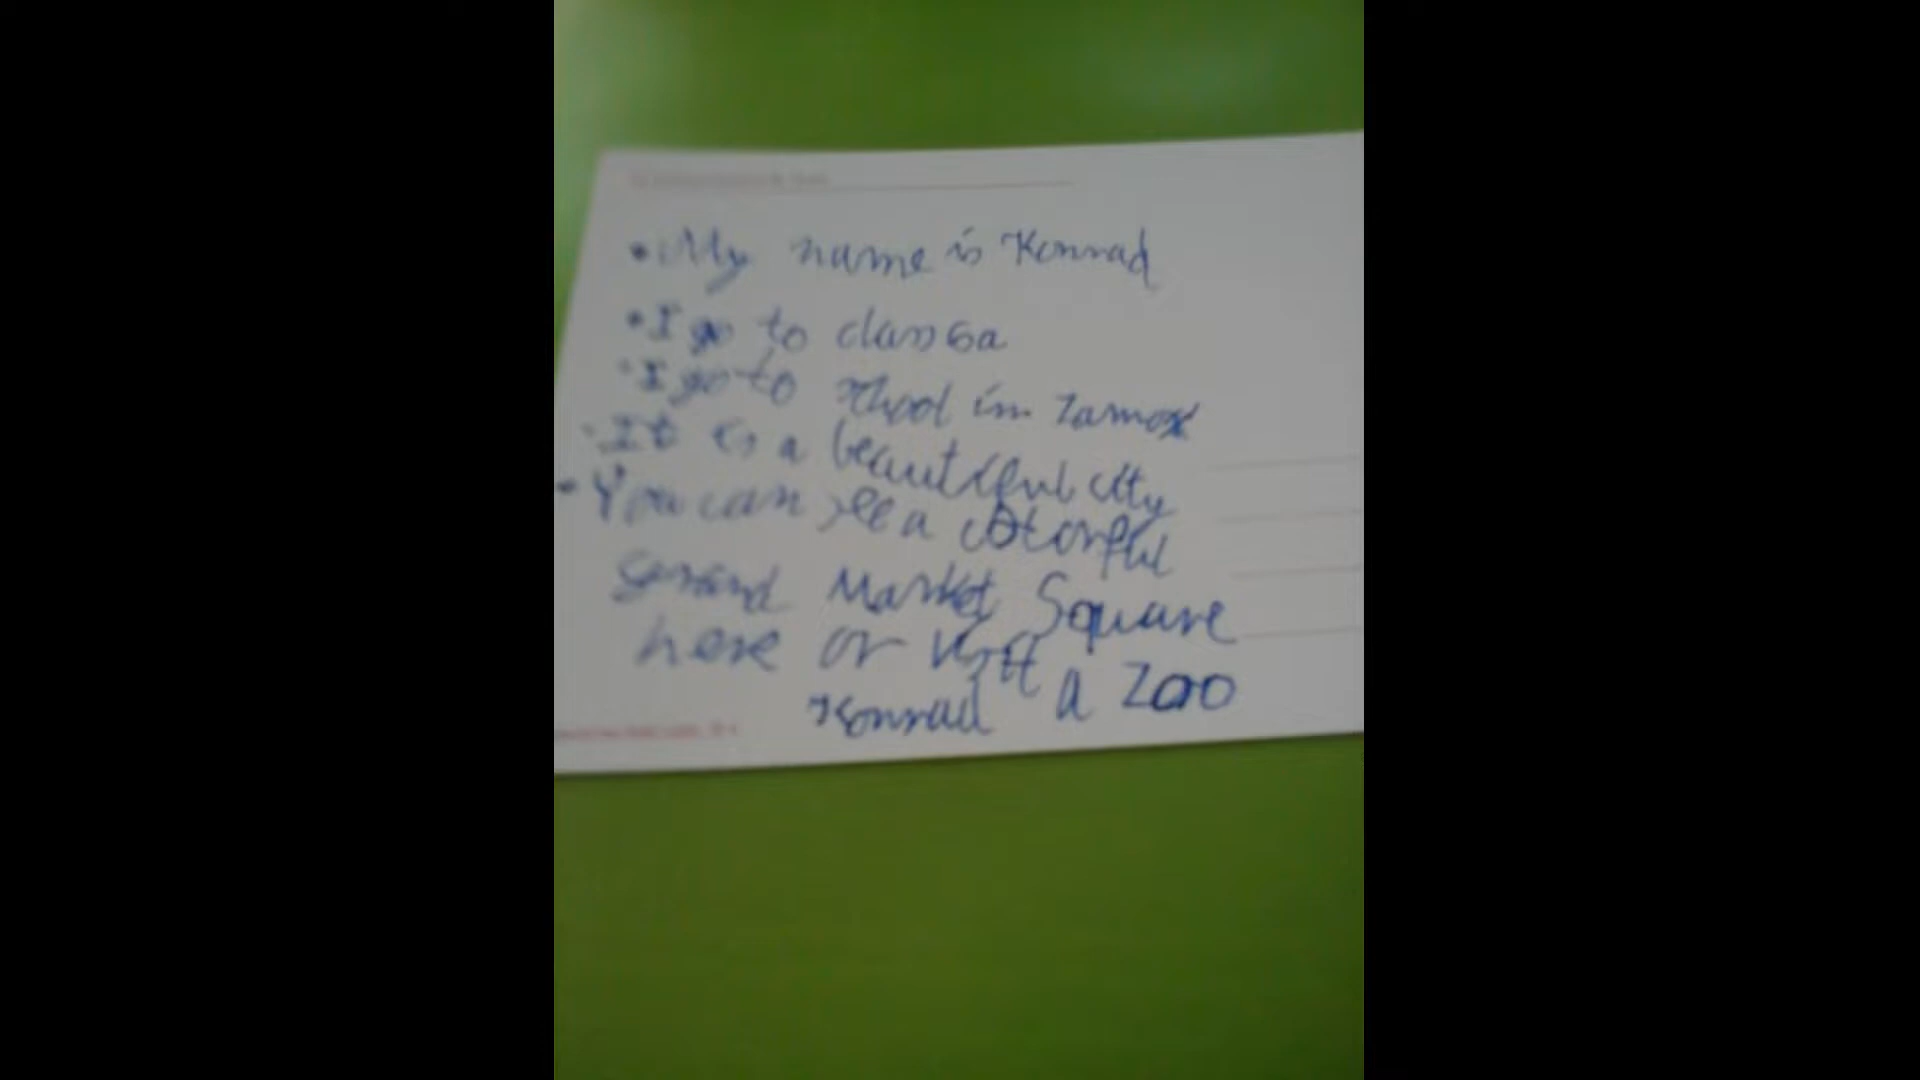 • My name is Konrad
• I go to class 6a
• I go to school in Zamość
• It is a beautiful city
• You can see a colorful
Grand Market Square
here or visit a Zoo
Konrad